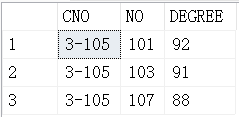 CNO NO DEGREE
1 3-105 101 92
2 3-105 103 91
3 3-105 107 88